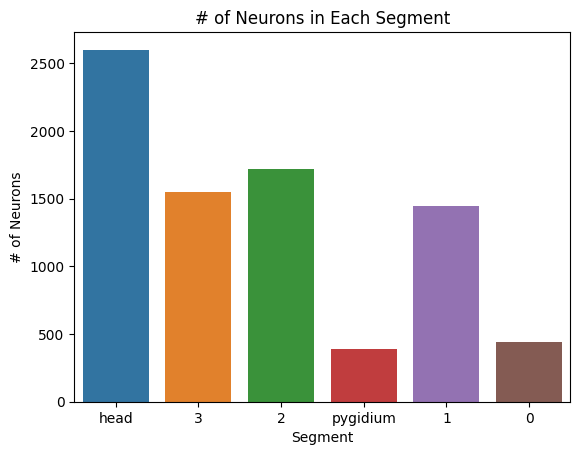 # of Neurons in Each Segment
# of Neurons
2500
2000
1500
1000
500
0
head 3 2 pygidium 1 0
Segment